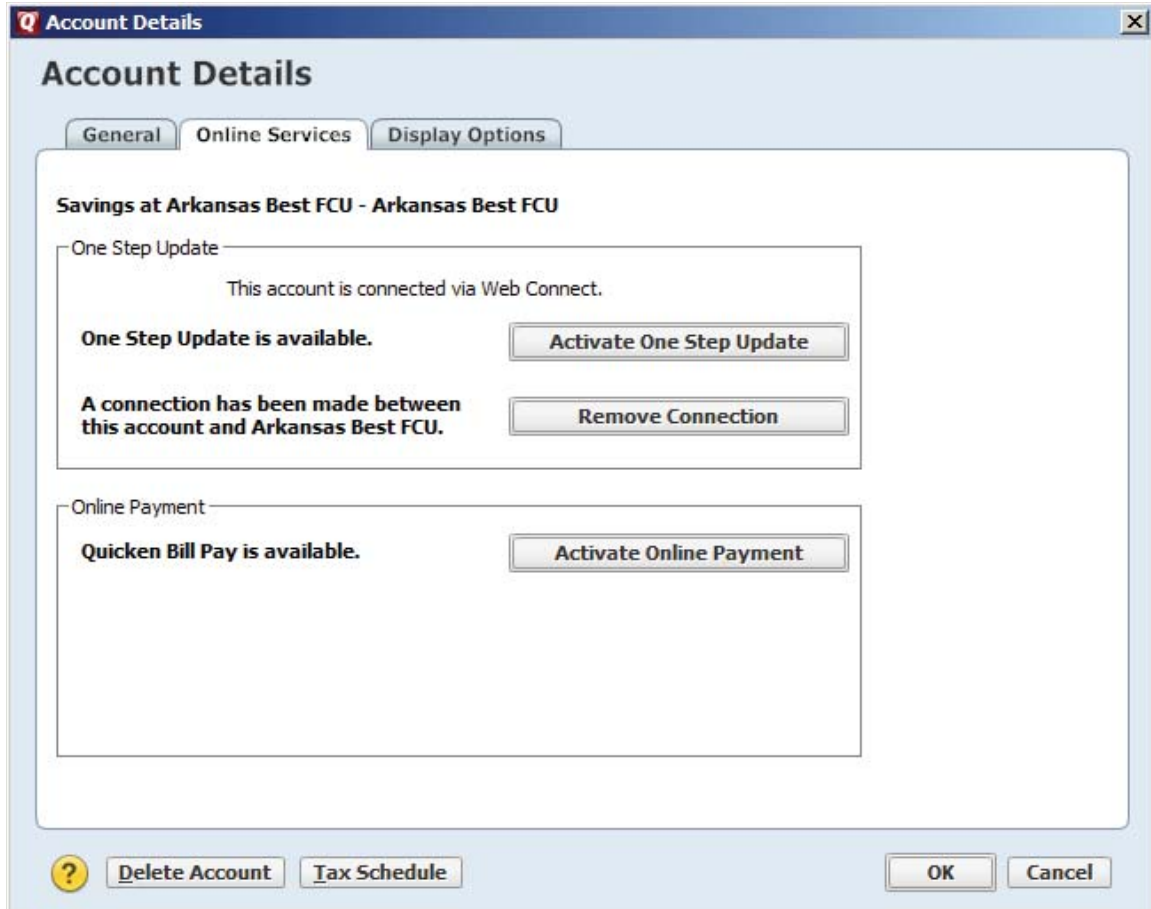 Account Details
Account Details
General Online Services Display Options
Savings at Arkansas Best FCU - Arkansas Best FCU
One Step Update
This account is connected via Web Connect.
One Step Update is available. Activate One Step Update
A connection has been made between
this account and Arkansas Best FCU. Remove Connection
Online Payment
Quicken Bill Pay is available. Activate Online Payment
? Delete Account Tax Schedule OK Cancel